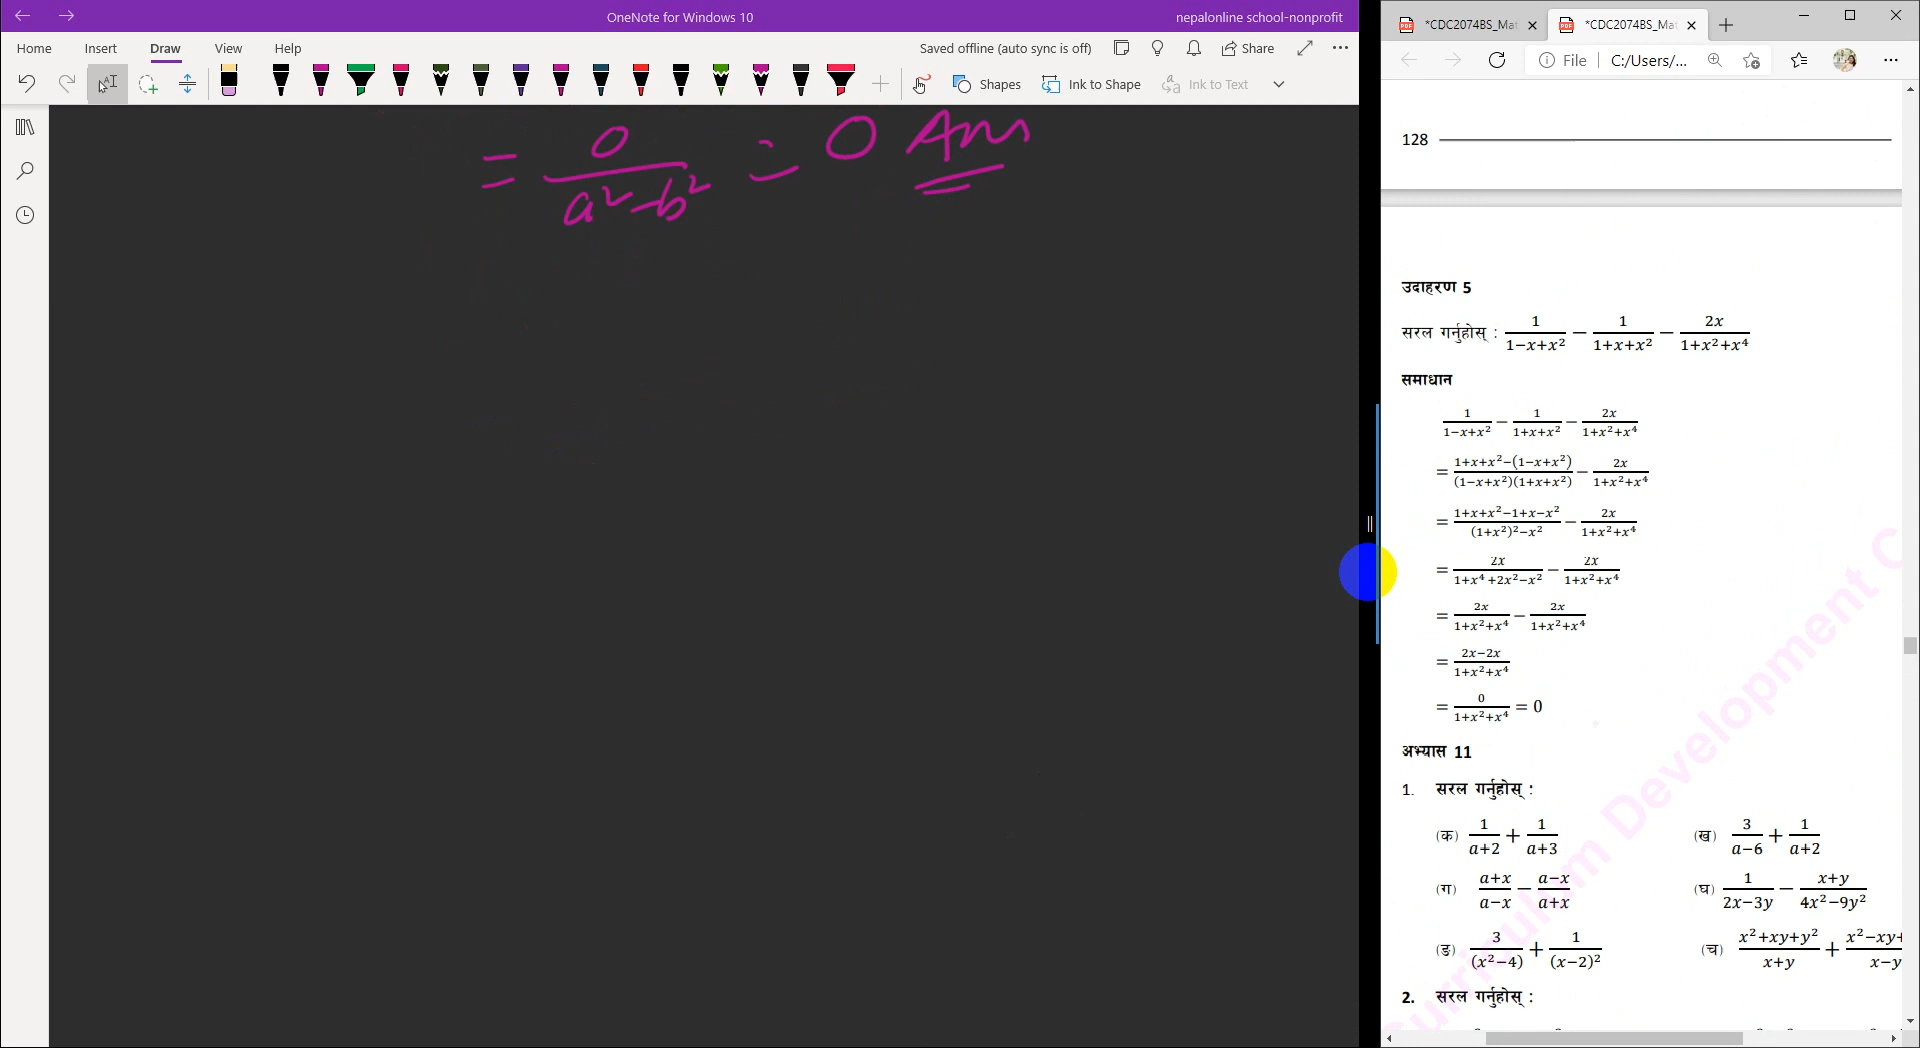 OneNote for Windows 10
nepalonline school-nonprofit
Home Insert Draw View Help
Saved offline (auto sync is off) Share
Shapes Ink to Shape Ink to Text
= 0/(a²-b²) = 0 Ans
*CDC2074BS_Mat *CDC2074BS_Mat
File C:/Users/...
128
उदाहरण 5
सरल गर्नुहोस् : 1/(1−x+x²) − 1/(1+x+x²) − 2x/(1+x²+x⁴)
समाधान
1/(1−x+x²) − 1/(1+x+x²) − 2x/(1+x²+x⁴)
= (1+x+x²−(1−x+x²))/((1−x+x²)(1+x+x²)) − 2x/(1+x²+x⁴)
= (1+x+x²−1+x−x²)/((1+x²)²−x²) − 2x/(1+x²+x⁴)
= 2x/(1+x⁴+2x²−x²) − 2x/(1+x²+x⁴)
= 2x/(1+x²+x⁴) − 2x/(1+x²+x⁴)
= (2x−2x)/(1+x²+x⁴)
= 0/(1+x²+x⁴) = 0
अभ्यास 11
1. सरल गर्नुहोस् :
(क) 1/(a+2) + 1/(a+3) (ख) 3/(a−6) + 1/(a+2)
(ग) (a+x)/(a−x) − (a−x)/(a+x) (घ) 1/(2x−3y) − (x+y)/(4x²−9y²)
(ङ) 3/(x²−4) + 1/(x−2)² (च) (x²+xy+y²)/(x+y) + (x²−xy+/(x−y
2. सरल गर्नुहोस् :
Curriculum Development C